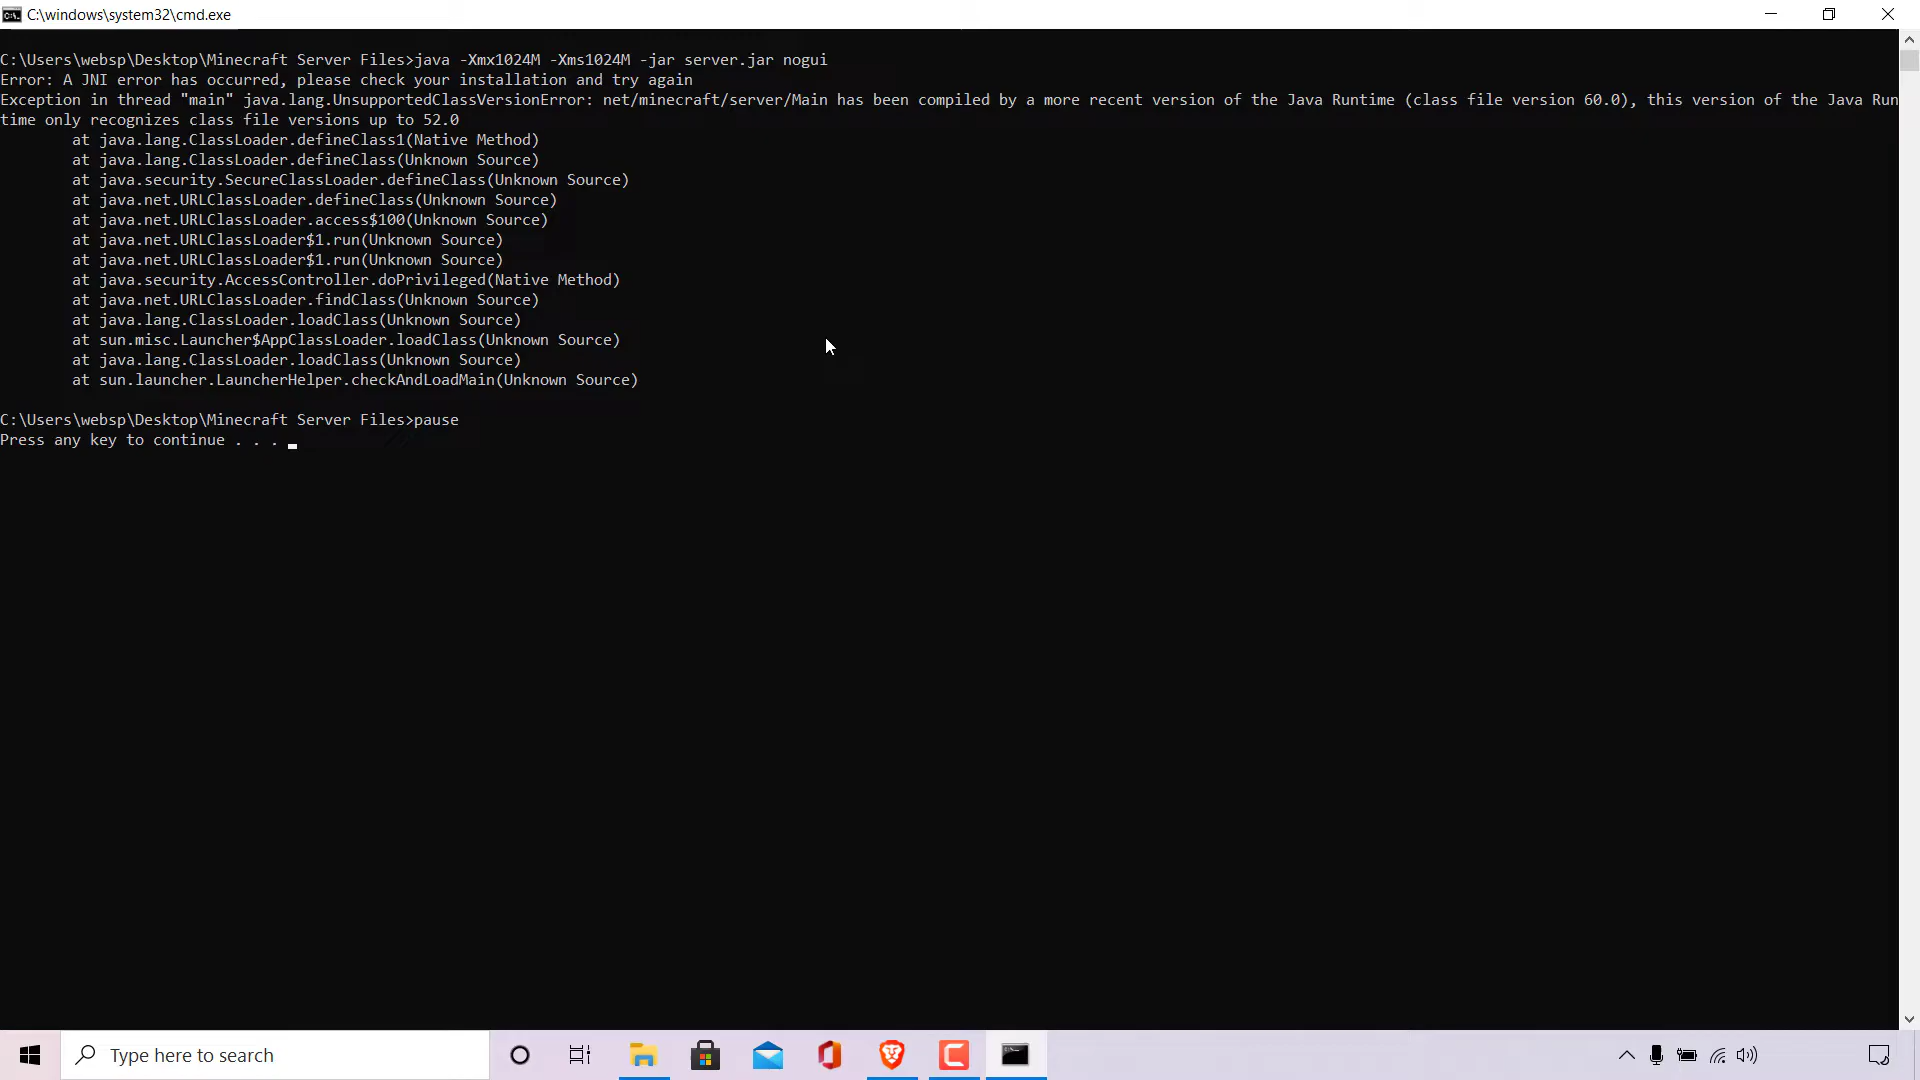 C:\windows\system32\cmd.exe
C:\Users\websp\Desktop\Minecraft Server Files>java -Xmx1024M -Xms1024M -jar server.jar nogui
Error: A JNI error has occurred, please check your installation and try again
Exception in thread "main" java.lang.UnsupportedClassVersionError: net/minecraft/server/Main has been compiled by a more recent version of the Java Runtime (class file version 60.0), this version of the Java Run
time only recognizes class file versions up to 52.0
at java.lang.ClassLoader.defineClass1(Native Method)
at java.lang.ClassLoader.defineClass(Unknown Source)
at java.security.SecureClassLoader.defineClass(Unknown Source)
at java.net.URLClassLoader.defineClass(Unknown Source)
at java.net.URLClassLoader.access$100(Unknown Source)
at java.net.URLClassLoader$1.run(Unknown Source)
at java.net.URLClassLoader$1.run(Unknown Source)
at java.security.AccessController.doPrivileged(Native Method)
at java.net.URLClassLoader.findClass(Unknown Source)
at java.lang.ClassLoader.loadClass(Unknown Source)
at sun.misc.Launcher$AppClassLoader.loadClass(Unknown Source)
at java.lang.ClassLoader.loadClass(Unknown Source)
at sun.launcher.LauncherHelper.checkAndLoadMain(Unknown Source)
C:\Users\websp\Desktop\Minecraft Server Files>pause
Press any key to continue . . .
Type here to search